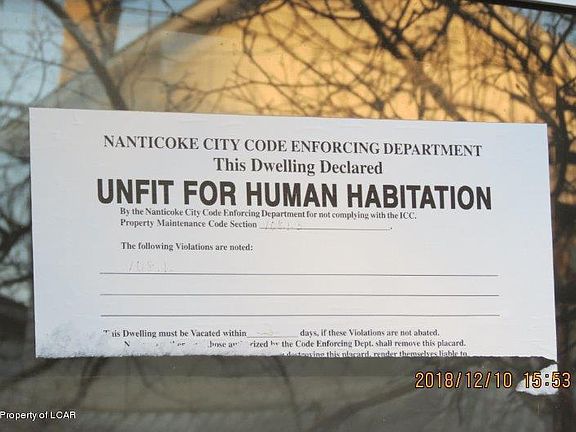 NANTICOKE CITY CODE ENFORCING DEPARTMENT
This Dwelling Declared
UNFIT FOR HUMAN HABITATION
By the Nanticoke City Code Enforcing Department for not complying with the ICC.
Property Maintenance Code Section
The following Violations are noted:
This Dwelling must be Vacated within days, if these Violations are not abated.
by the Code Enforcing Dept. shall remove this placard.
destroying this placard, render themselves liable to
2018/12/10 15:53
Property of LCAR